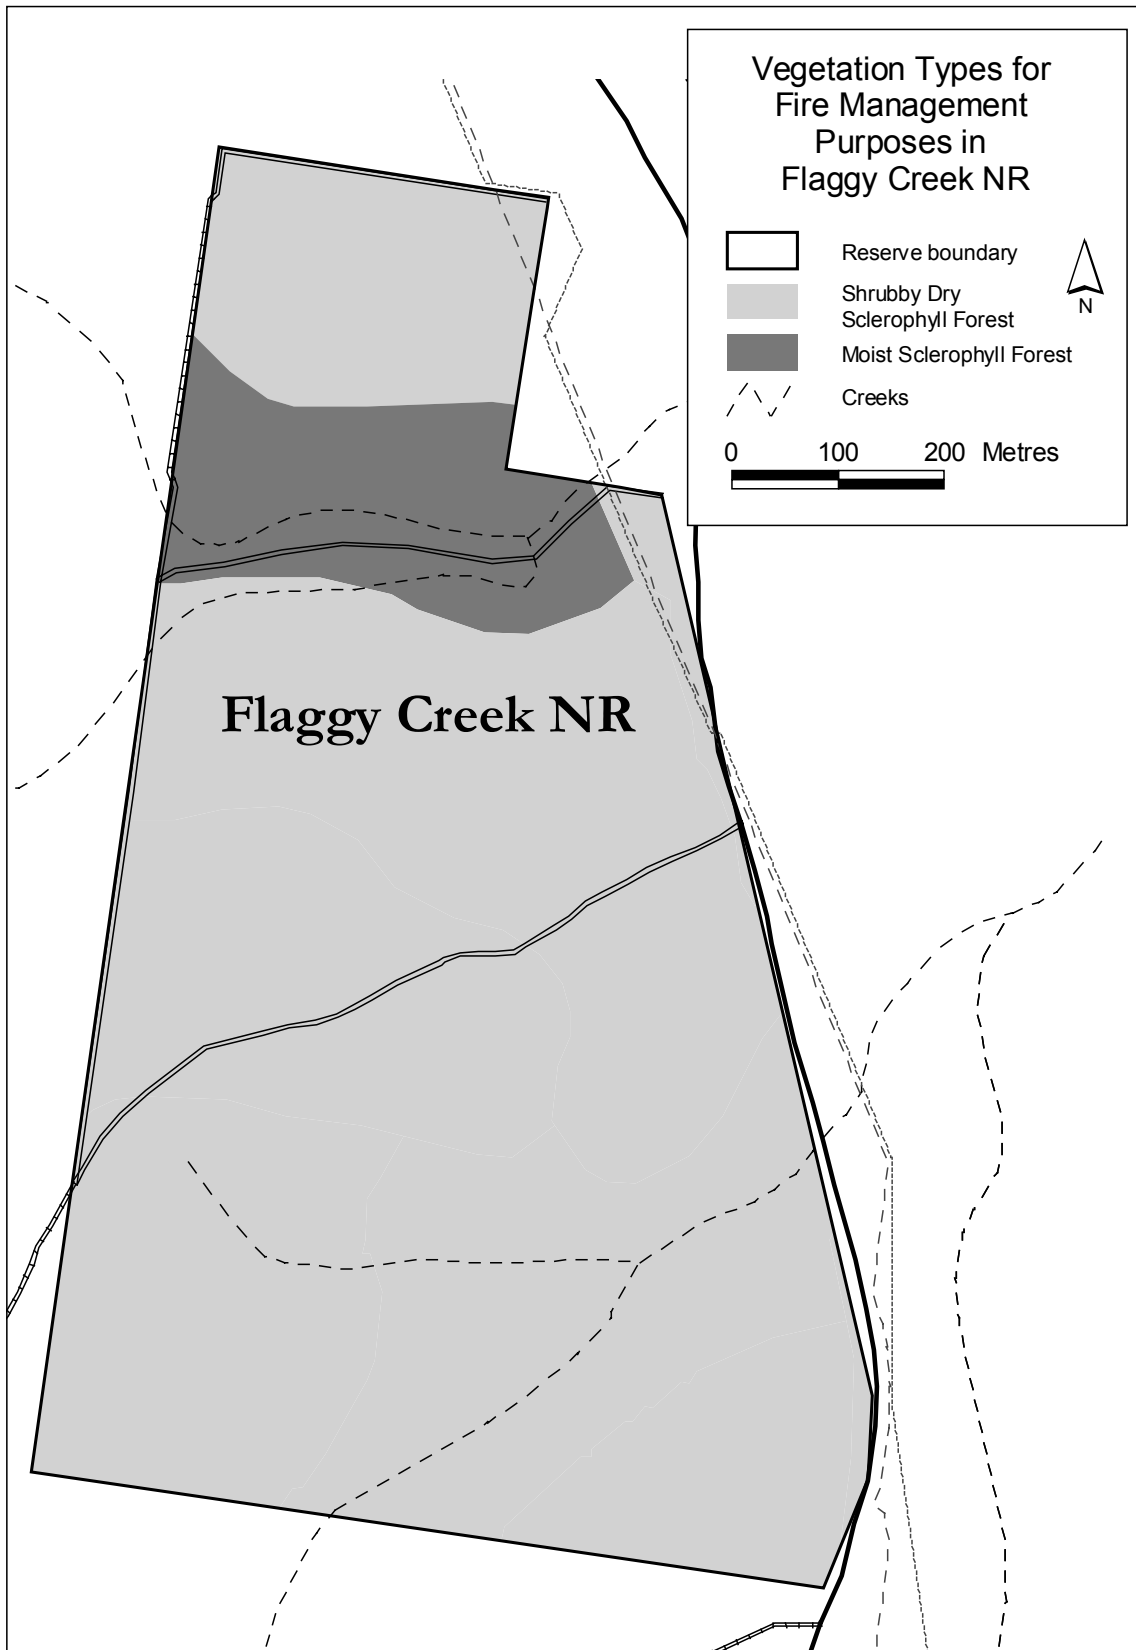 Vegetation Types for
Fire Management
Purposes in
Flaggy Creek NR
Reserve boundary
Shrubby Dry
Sclerophyll Forest
Moist Sclerophyll Forest
Creeks
N
0 100 200 Metres
Flaggy Creek NR